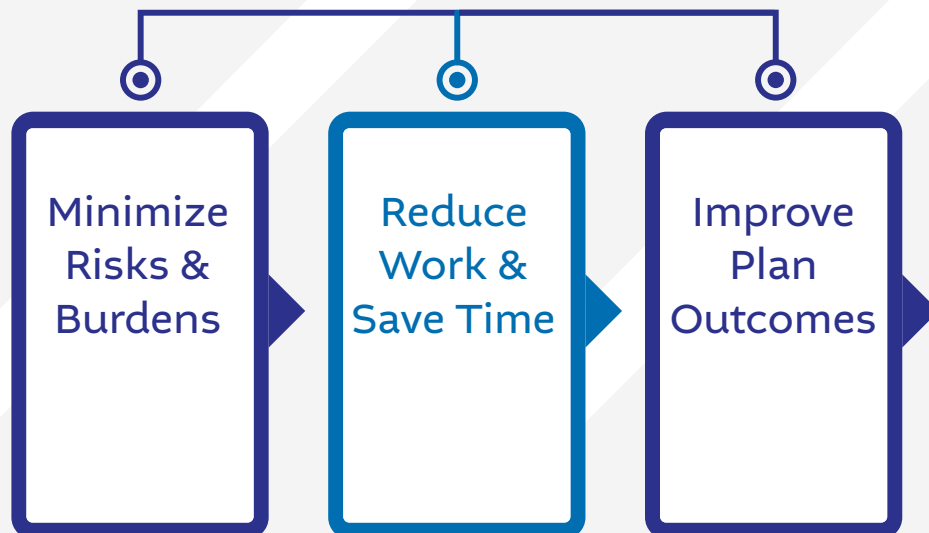 Minimize
Risks &
Burdens
Reduce
Work &
Save Time
Improve
Plan
Outcomes